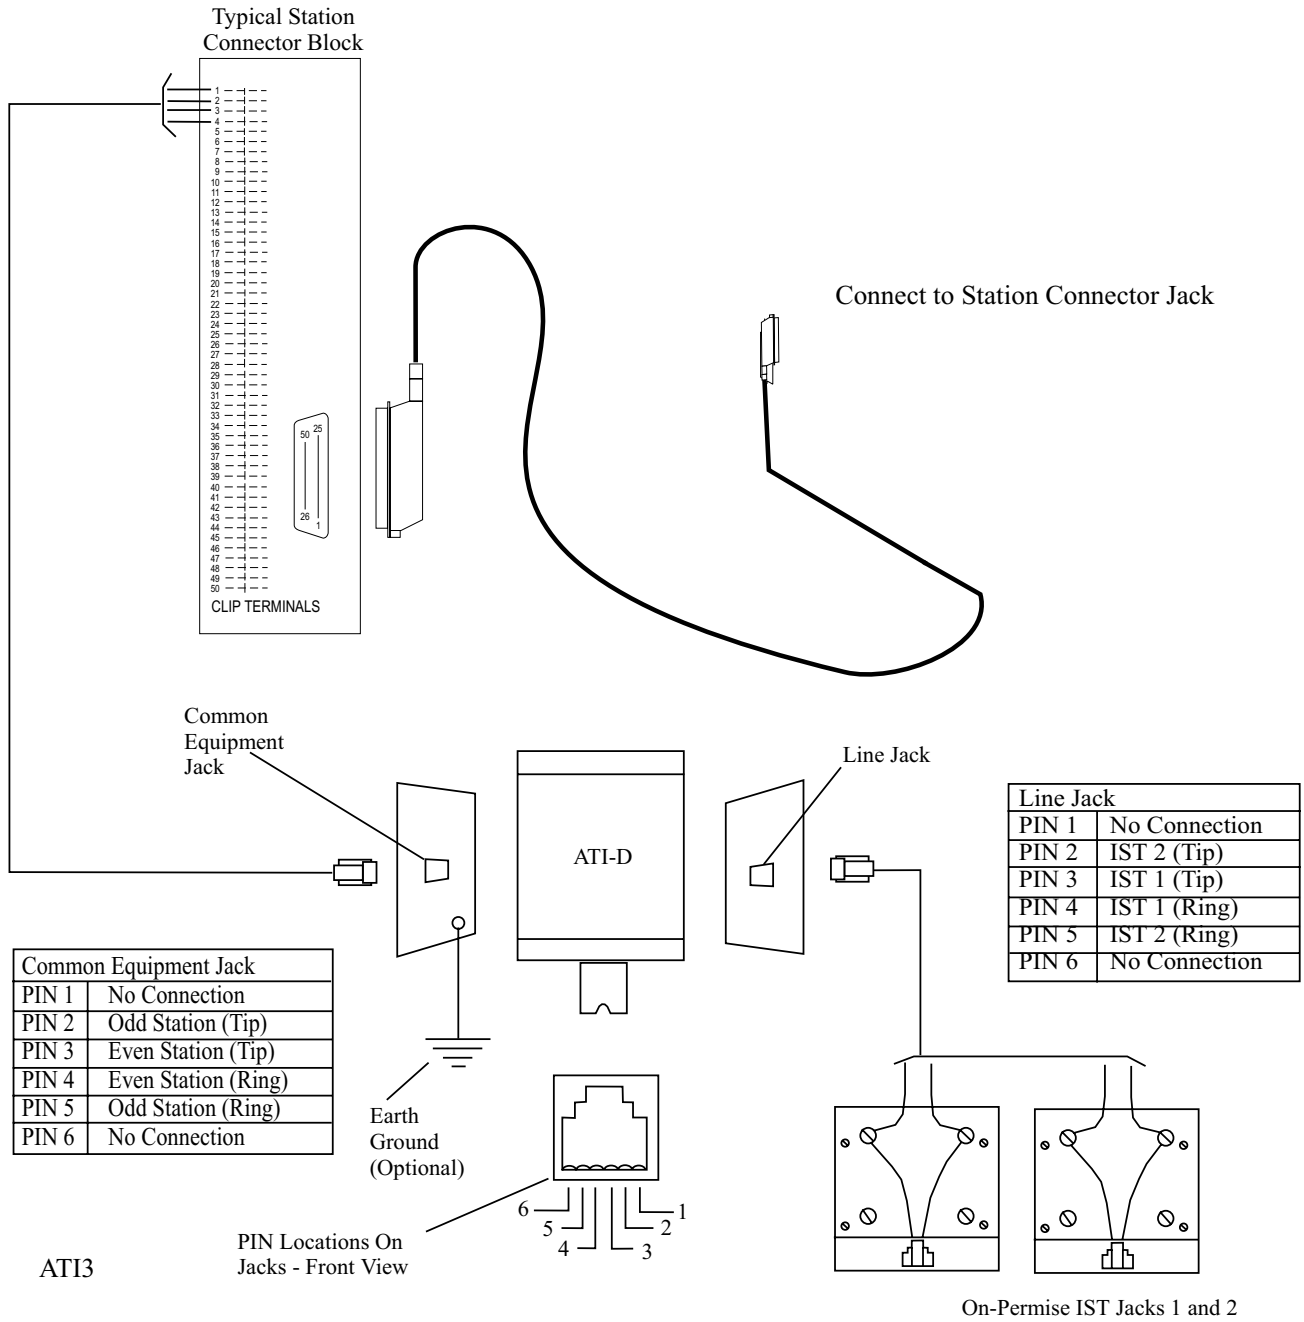 Typical Station
Connector Block
1
2
3
4
5
6
7
8
9
10
11
12
13
14
15
16
17
18
19
20
21
22
23
24
25
26
27
28
29
30
31
32
33
34
35
36
37
38
39
40
41
42
43
44
45
46
47
48
49
50
50 25
26
1
CLIP TERMINALS
Connect to Station Connector Jack
Common
Equipment
Jack
ATI-D
Line Jack
Line Jack
PIN 1 No Connection
PIN 2 IST 2 (Tip)
PIN 3 IST 1 (Tip)
PIN 4 IST 1 (Ring)
PIN 5 IST 2 (Ring)
PIN 6 No Connection
Common Equipment Jack
PIN 1 No Connection
PIN 2 Odd Station (Tip)
PIN 3 Even Station (Tip)
PIN 4 Even Station (Ring)
PIN 5 Odd Station (Ring)
PIN 6 No Connection
Earth
Ground
(Optional)
6
5
4
3
2
1
PIN Locations On
Jacks - Front View
ATI3
On-Permise IST Jacks 1 and 2